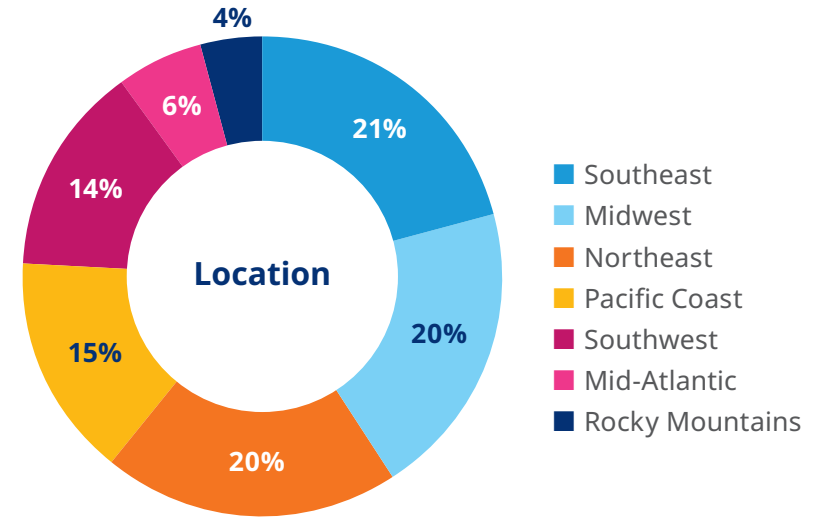 4%
21%
6%
14%
Location
20%
15%
20%
Southeast
Midwest
Northeast
Pacific Coast
Southwest
Mid-Atlantic
Rocky Mountains